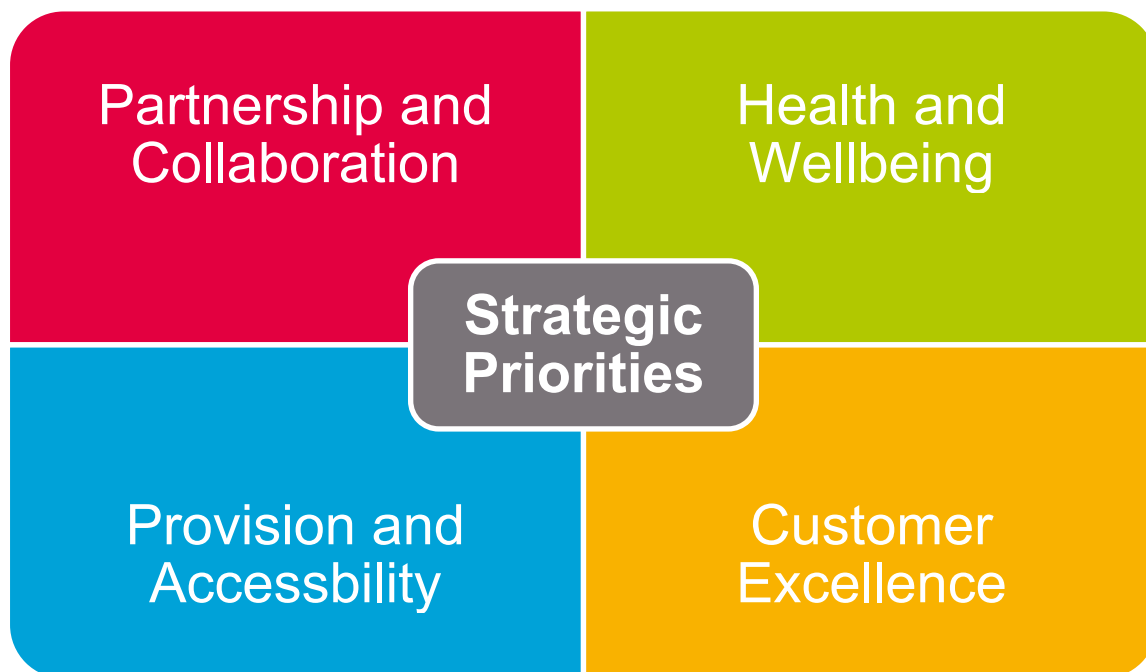 Partnership and
Collaboration
Health and
Wellbeing
Strategic
Priorities
Provision and
Accessbility
Customer
Excellence